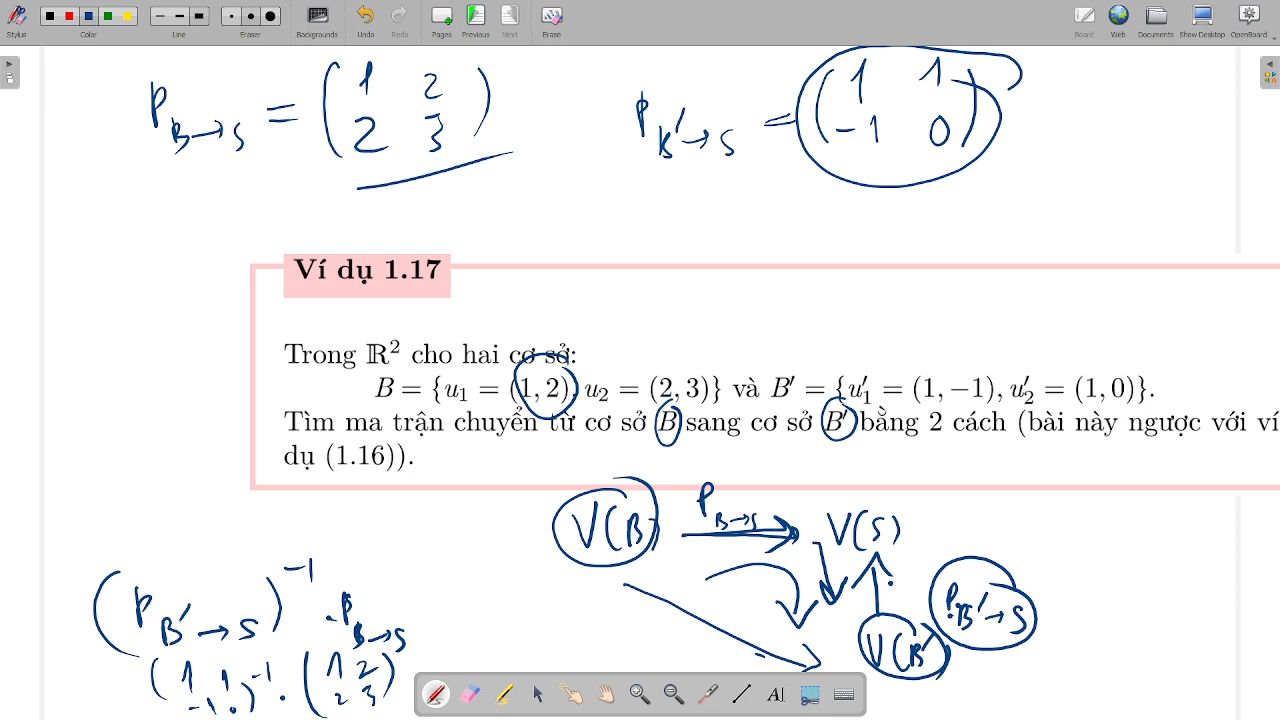 Color Line Eraser Backgrounds Undo Redo Pages Previous Next Erase Board Web Documents Show Desktop OpenBoard
Stylus
P_{B→S} = ( 1 2 ) P_{B'→S} = ( 1 1 )
( 2 3 ) ( -1 0 )
Ví dụ 1.17
Trong ℝ² cho hai cơ sở:
B = {u₁ = (1, 2), u₂ = (2, 3)} và B′ = {u′₁ = (1, −1), u′₂ = (1, 0)}.
Tìm ma trận chuyển từ cơ sở B sang cơ sở B′ bằng 2 cách (bài này ngược với ví
dụ (1.16)).
V(B) P_{B→S} V(S)
(P_{B'→S})^{-1} . P_{B→S}
V(B') P_{B'→S}
( 1 1 )^{-1} . ( 1 2 )
( -1 0 ) ( 2 3 )